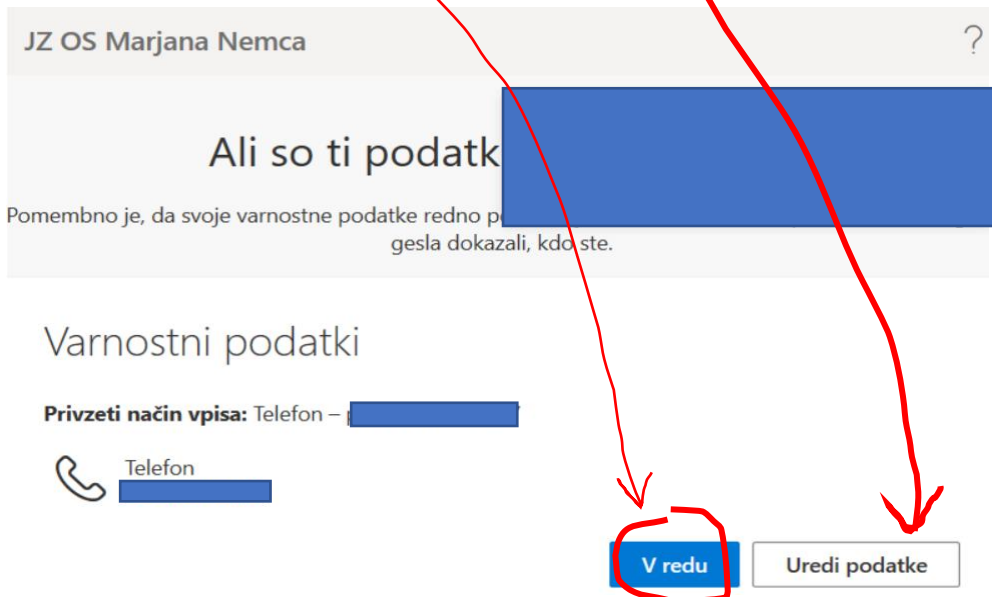 JZ OS Marjana Nemca
?
Ali so ti podatk
Pomembno je, da svoje varnostne podatke redno p
gesla dokazali, kdo ste.
Varnostni podatki
Privzeti način vpisa: Telefon –
Telefon
V redu
Uredi podatke